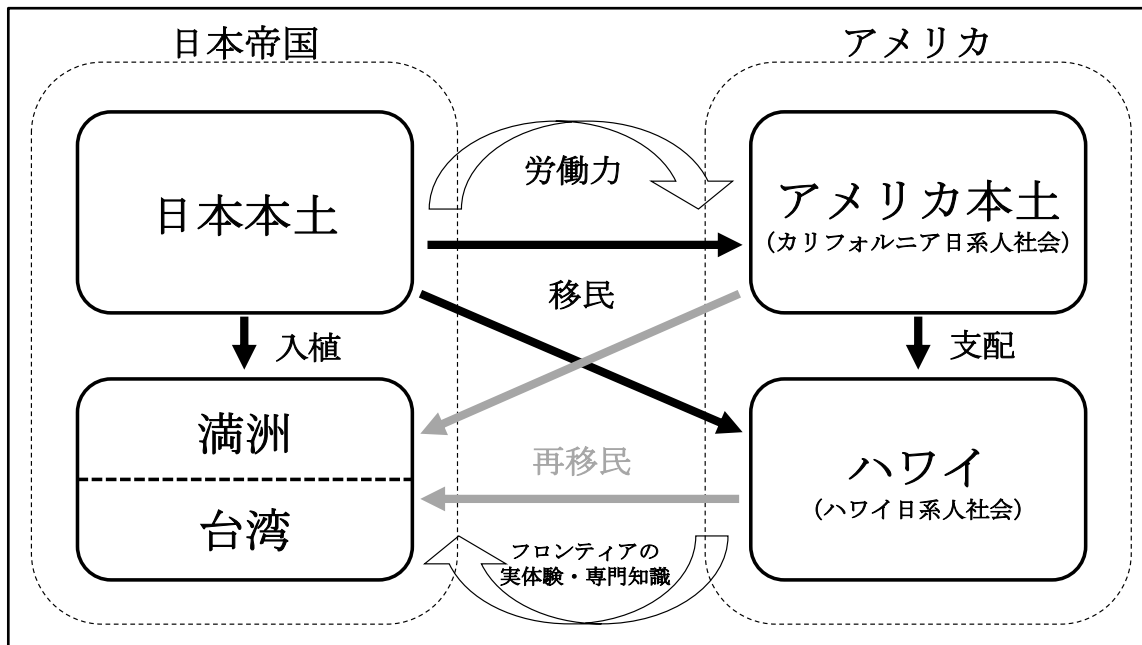 日本帝国
アメリカ
日本本土
労働力
アメリカ本土
(カリフォルニア日系人社会)
移民
入植
支配
満洲
台湾
再移民
ハワイ
(ハワイ日系人社会)
フロンティアの
実体験・専門知識